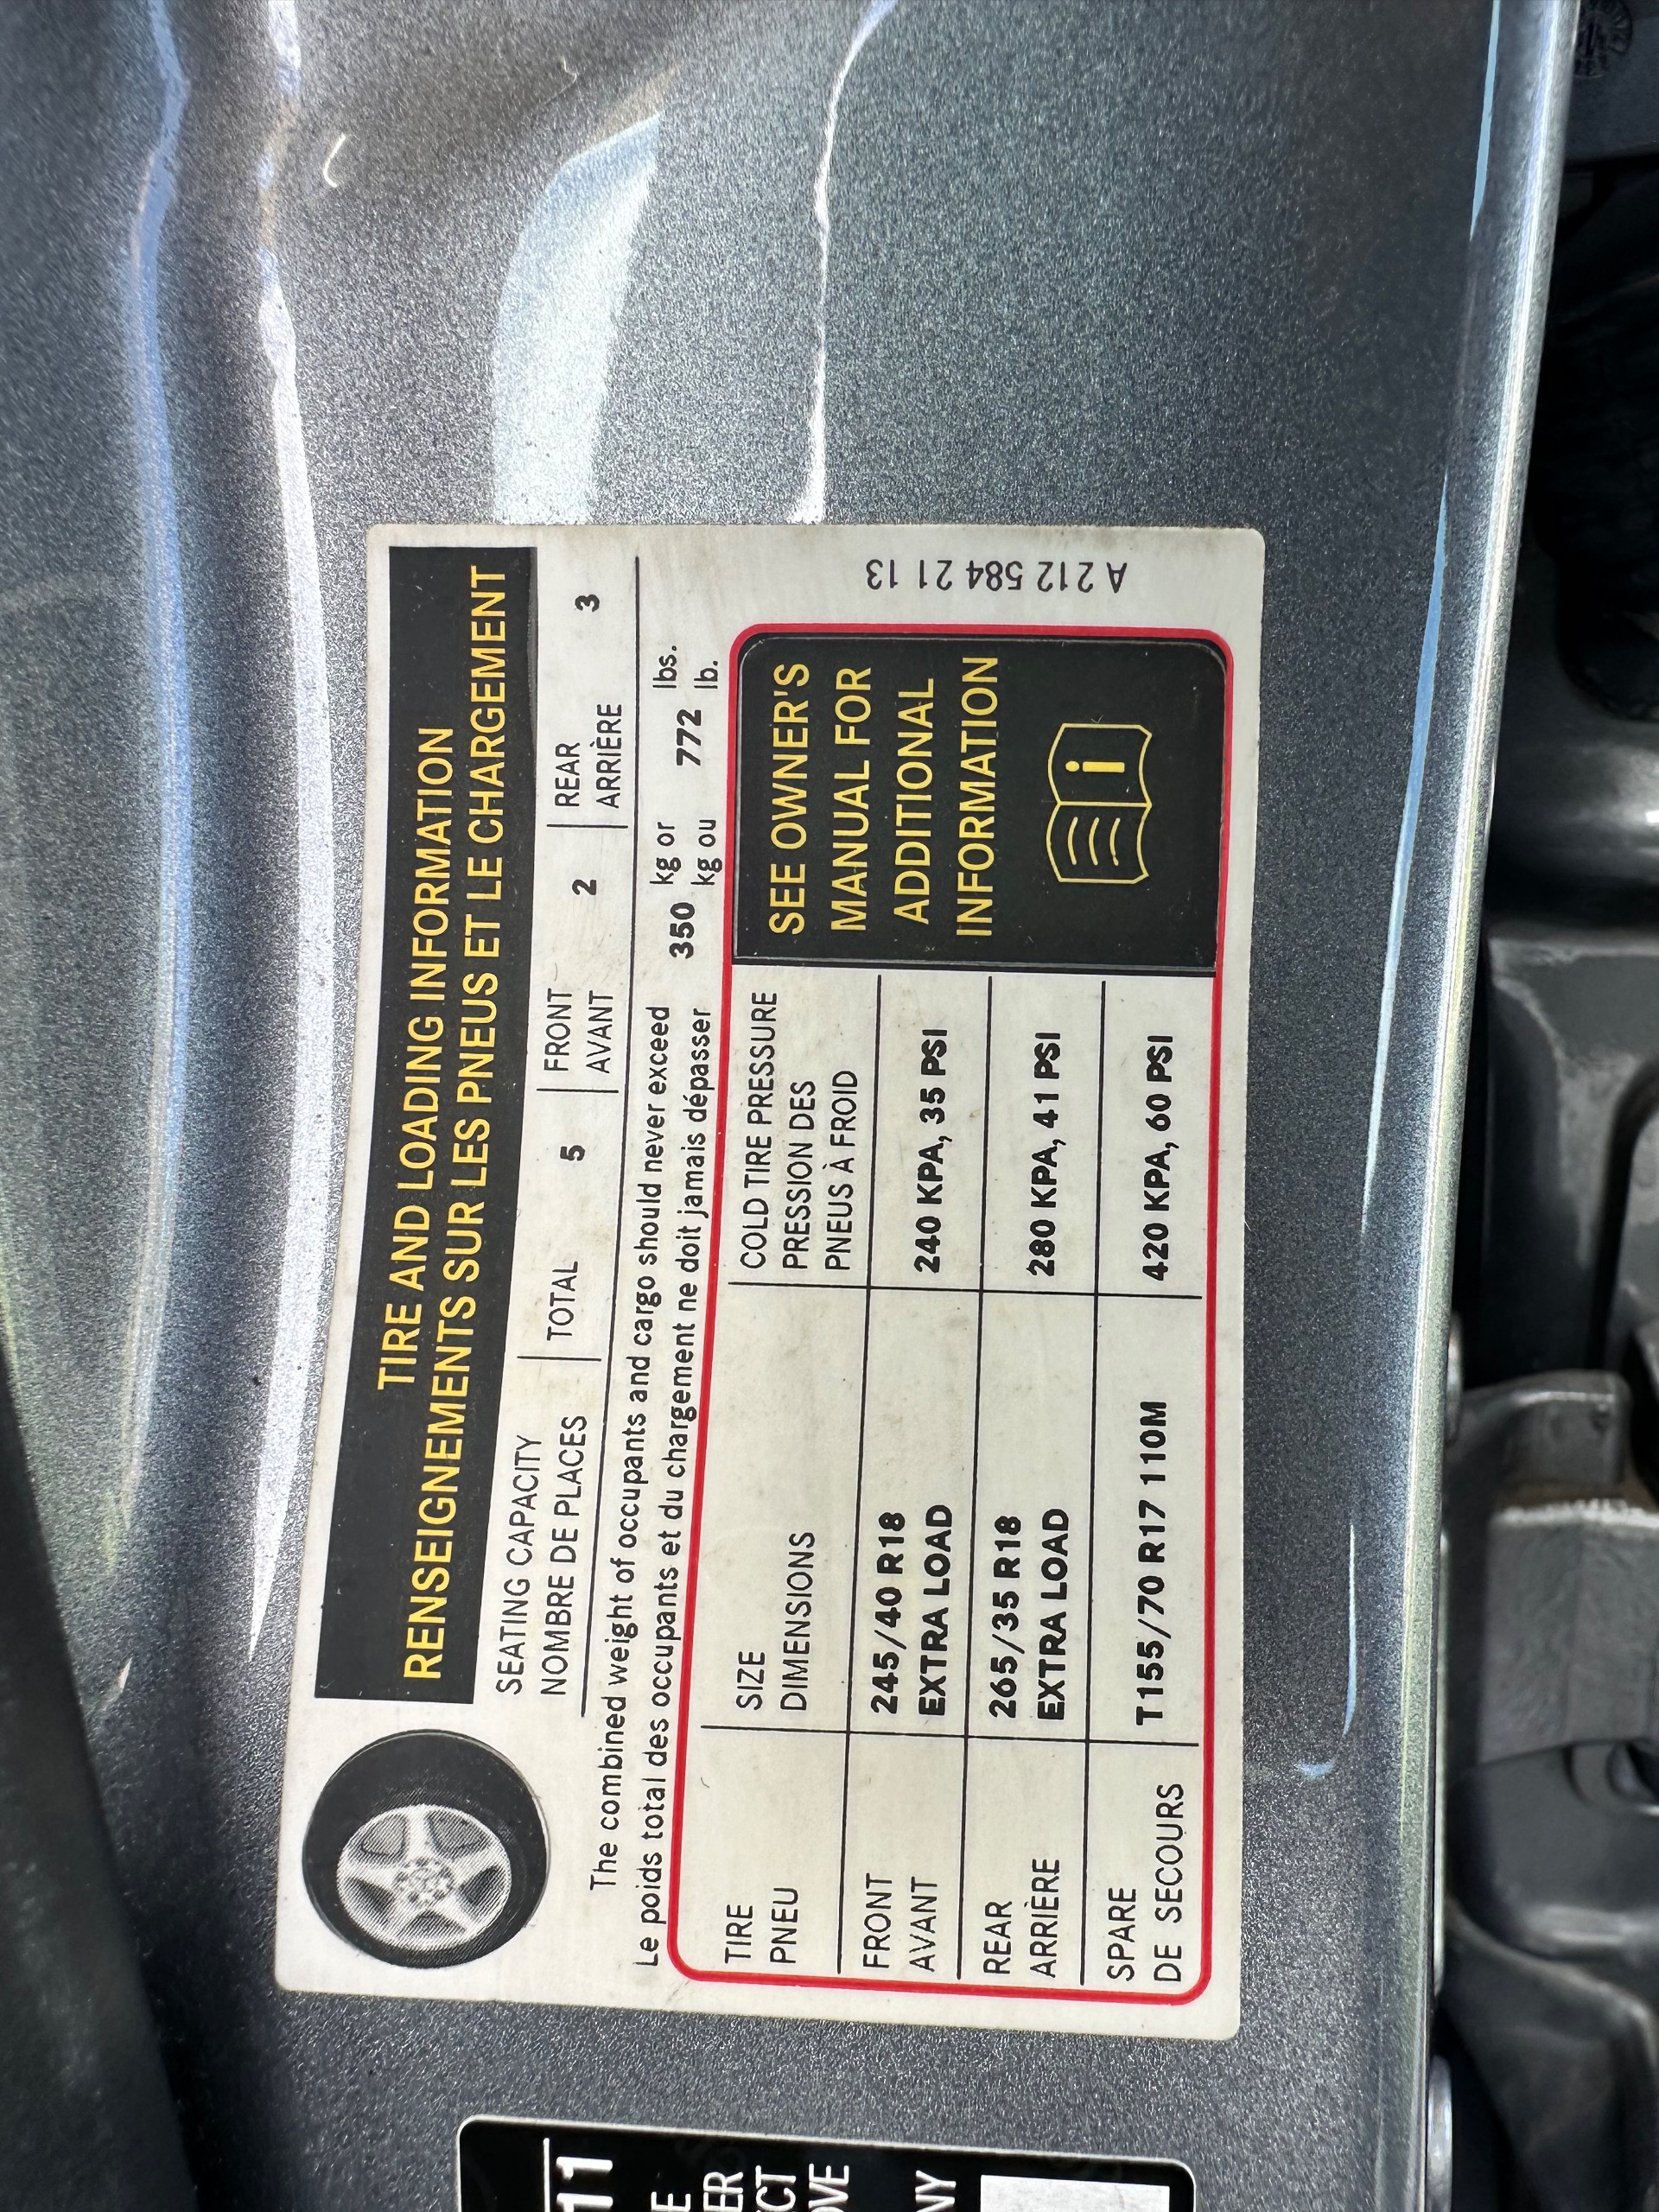 TIRE AND LOADING INFORMATION
RENSEIGNEMENTS SUR LES PNEUS ET LE CHARGEMENT
SEATING CAPACITY
NOMBRE DE PLACES
TOTAL 5
FRONT
AVANT
2
REAR
ARRIÈRE
3
The combined weight of occupants and cargo should never exceed 350 kg or 772 lbs.
Le poids total des occupants et du chargement ne doit jamais dépasser kg ou lb.
TIRE
PNEU
SIZE
DIMENSIONS
COLD TIRE PRESSURE
PRESSION DES
PNEUS À FROID
FRONT
AVANT
245/40 R18
EXTRA LOAD
240 KPA, 35 PSI
REAR
ARRIÈRE
265/35 R18
EXTRA LOAD
280 KPA, 41 PSI
SPARE
DE SECOURS
T155/70 R17 110M
420 KPA, 60 PSI
SEE OWNER'S
MANUAL FOR
ADDITIONAL
INFORMATION
A 212 584 21 13
11